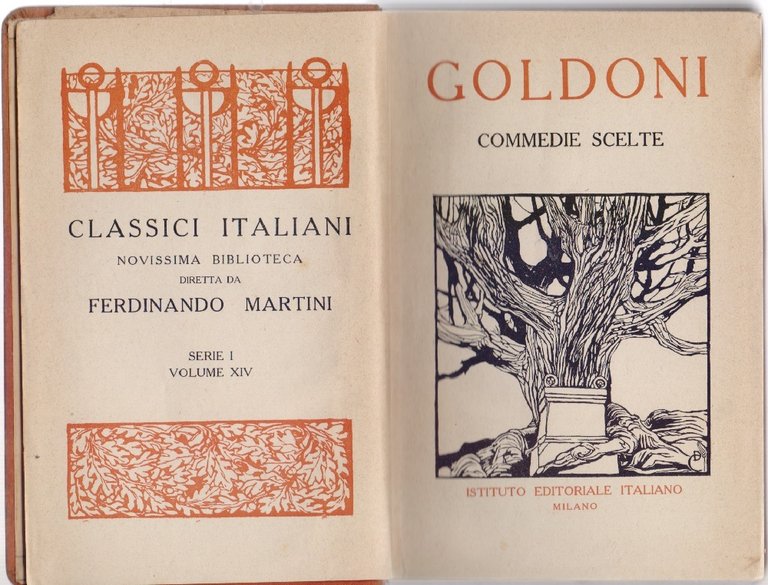 CLASSICI ITALIANI
NOVISSIMA BIBLIOTECA
DIRETTA DA
FERDINANDO MARTINI
SERIE I
VOLUME XIV
GOLDONI
COMMEDIE SCELTE
ISTITUTO EDITORIALE ITALIANO
MILANO